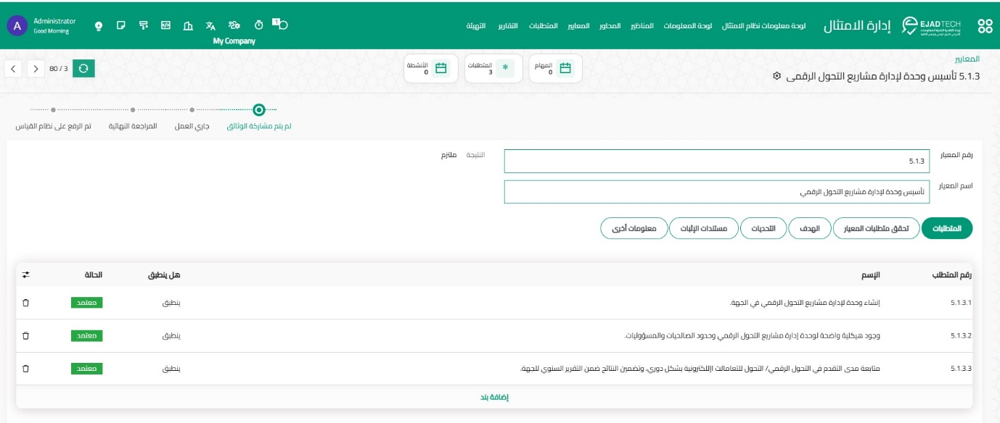 EJADTECH
إدارة الامتثال
لوحة معلومات نظام الامتثال
لوحة المعلومات
المناظير
المحاور
المعايير
المتطلبات
التقارير
التهيئة
1
My Company
Administrator
Good Morning
A
المعايير
5.1.3 تأسيس وحدة لإدارة مشاريع التحول الرقمي
المهام
0
المتطلبات
3
الأنشطة
0
80 / 3
لم يتم مشاركة الوثائق
جاري العمل
المراجعة النهائية
تم الرفع على نظام القياس
رقم المعيار
5.1.3
النتيجة ملتزم
اسم المعيار
تأسيس وحدة لإدارة مشاريع التحول الرقمي
المتطلبات
تحقق متطلبات المعيار
الهدف
التحديات
مستندات الإثبات
معلومات أخرى
رقم المتطلب الإسم هل ينطبق الحالة
5.1.3.1 إنشاء وحدة لإدارة مشاريع التحول الرقمي في الجهة. ينطبق معتمد
5.1.3.2 وجود هيكلية واضحة لوحدة إدارة مشاريع التحول الرقمي وحدود الصالحيات والمسؤوليات. ينطبق معتمد
5.1.3.3 متابعة مدى التقدم في التحول الرقمي/ التحول للتعامالت اإللكترونية بشكل دوري، وتضمين النتائج ضمن التقرير السنوي للجهة. ينطبق معتمد
إضافة بند